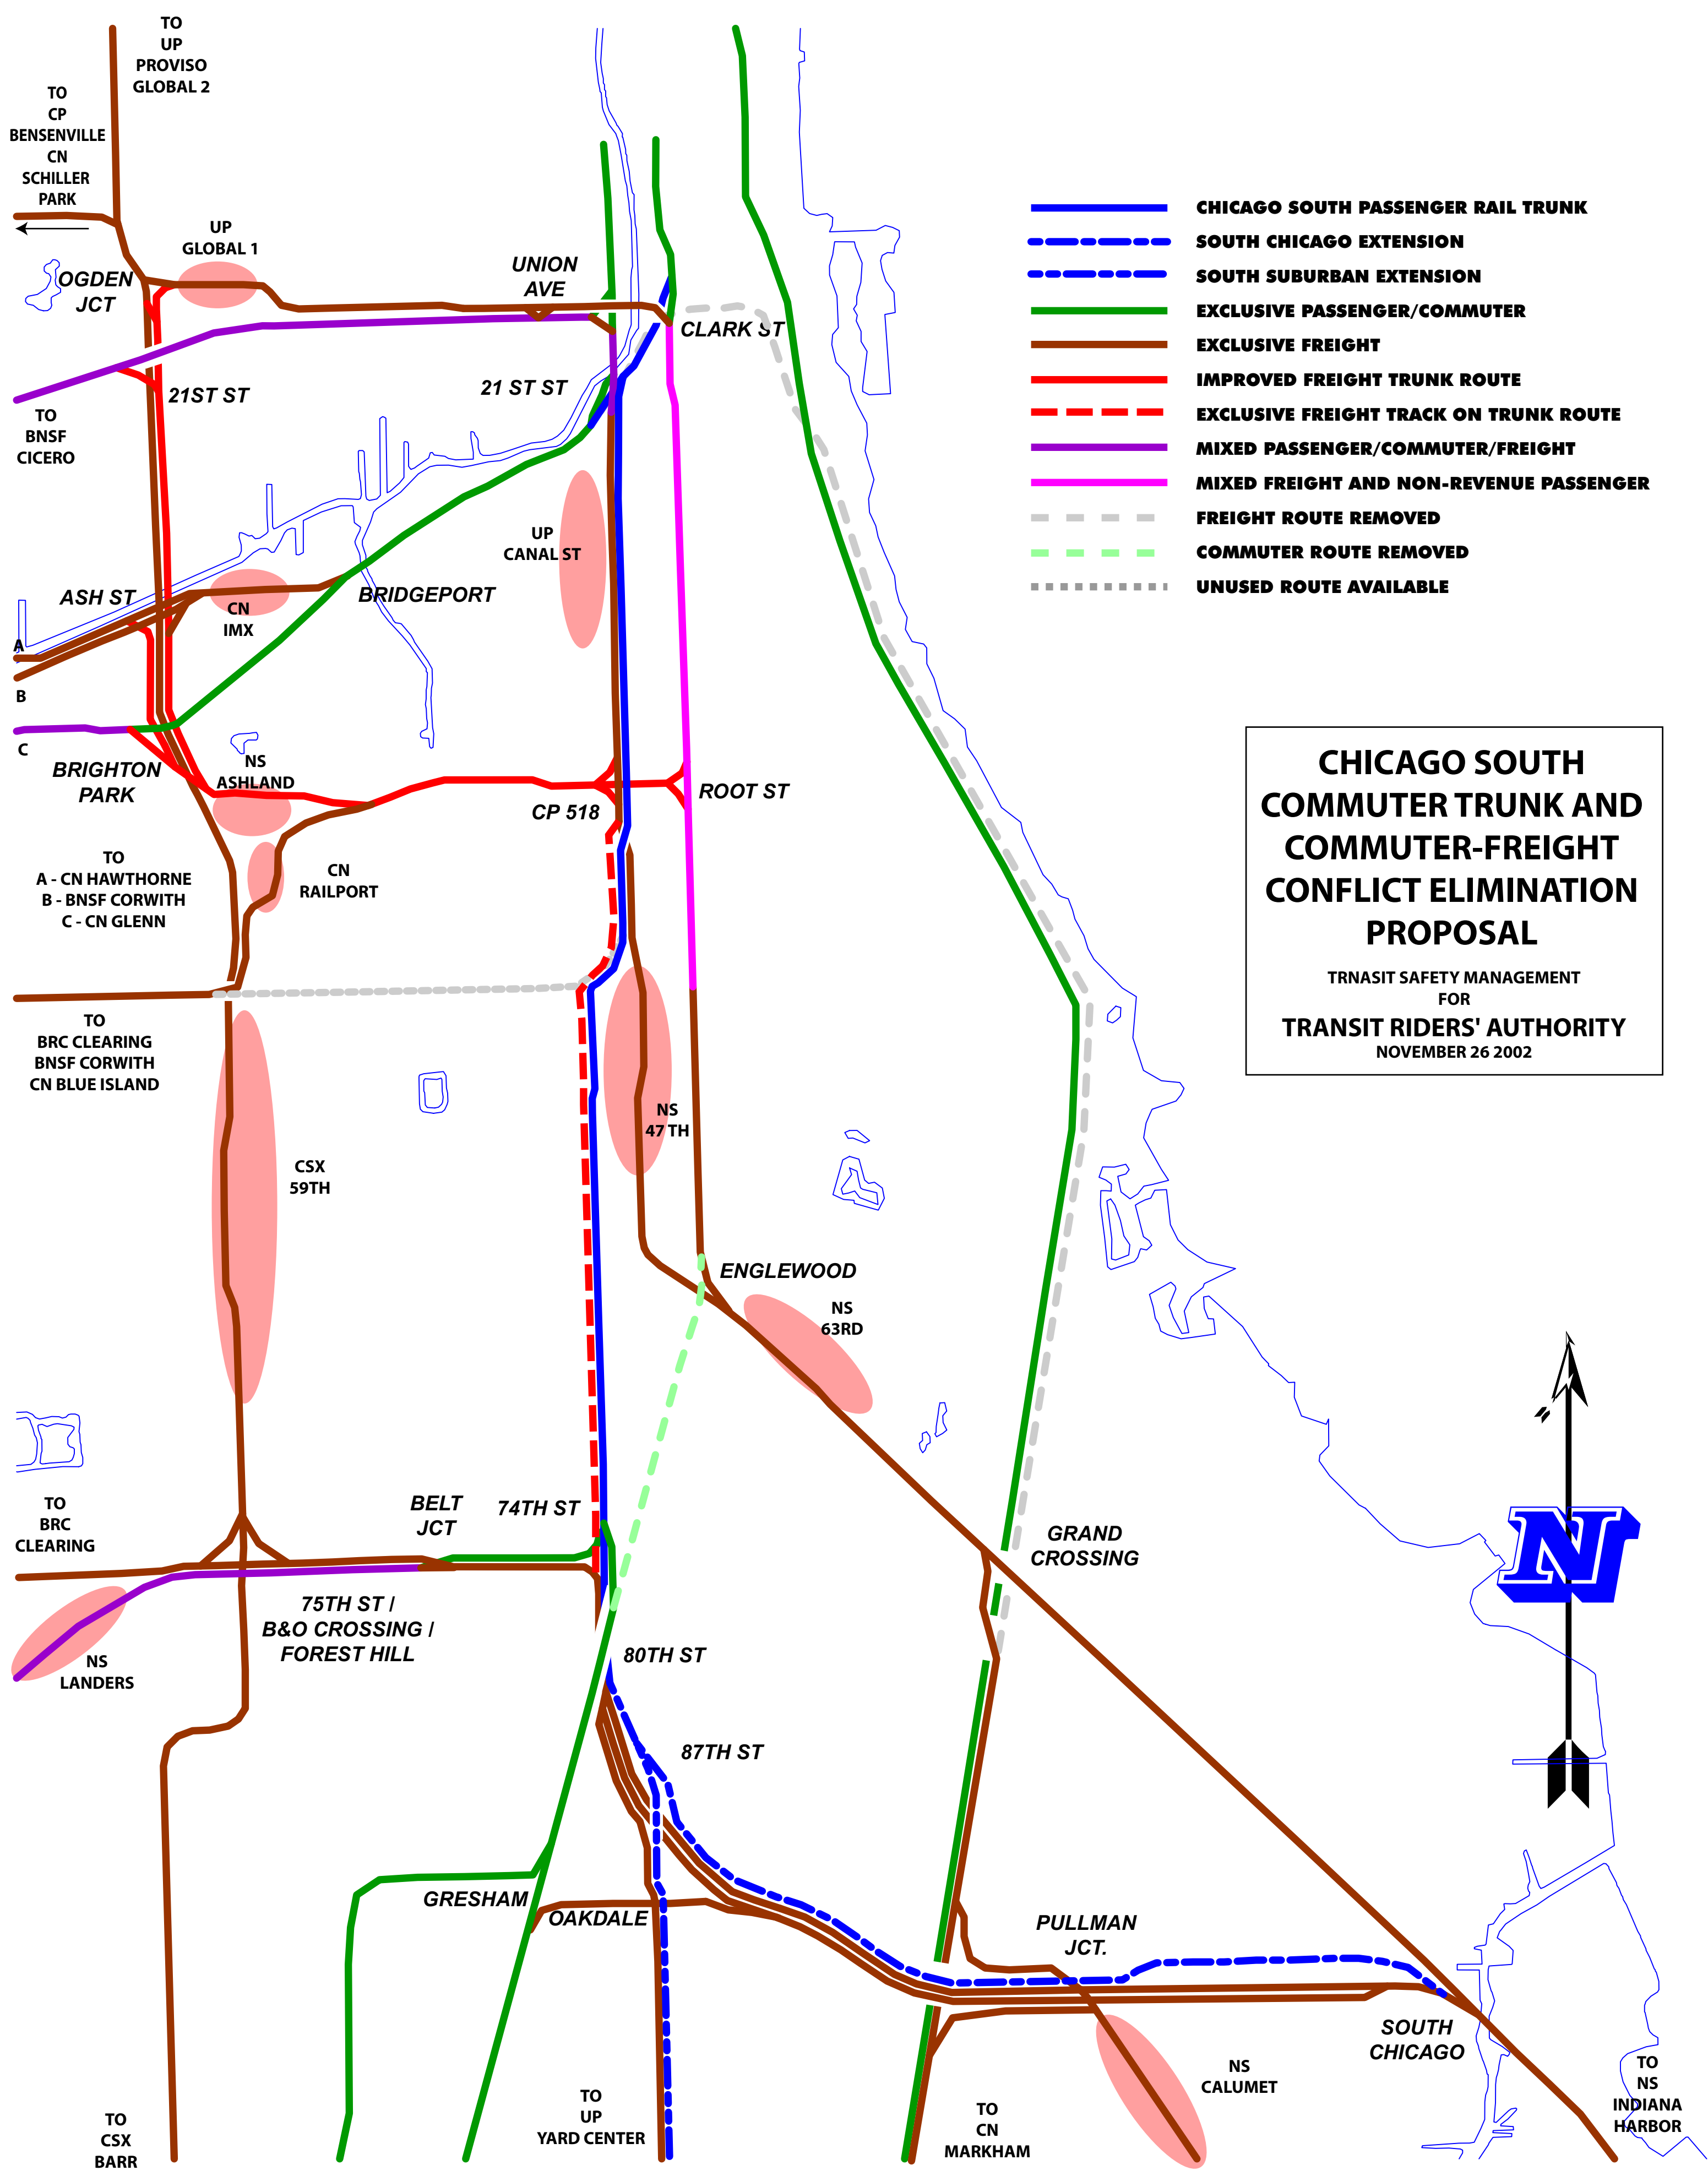 TO
UP
PROVISO
GLOBAL 2
TO
CP
BENSENVILLE
CN
SCHILLER
PARK
UP
GLOBAL 1
OGDEN
JCT
UNION
AVE
CLARK ST
21ST ST
21 ST ST
TO
BNSF
CICERO
UP
CANAL ST
ASH ST
CN
IMX
BRIDGEPORT
A
B
C
BRIGHTON
PARK
NS
ASHLAND
CP 518
ROOT ST
TO
A - CN HAWTHORNE
B - BNSF CORWITH
C - CN GLENN
CN
RAILPORT
TO
BRC CLEARING
BNSF CORWITH
CN BLUE ISLAND
NS
47 TH
CSX
59TH
ENGLEWOOD
NS
63RD
TO
BRC
CLEARING
BELT
JCT
74TH ST
GRAND
CROSSING
75TH ST /
B&O CROSSING /
FOREST HILL
NS
LANDERS
80TH ST
87TH ST
GRESHAM
OAKDALE
PULLMAN
JCT.
SOUTH
CHICAGO
NS
CALUMET
TO
NS
INDIANA
HARBOR
TO
CSX
BARR
TO
UP
YARD CENTER
TO
CN
MARKHAM
CHICAGO SOUTH PASSENGER RAIL TRUNK
SOUTH CHICAGO EXTENSION
SOUTH SUBURBAN EXTENSION
EXCLUSIVE PASSENGER/COMMUTER
EXCLUSIVE FREIGHT
IMPROVED FREIGHT TRUNK ROUTE
EXCLUSIVE FREIGHT TRACK ON TRUNK ROUTE
MIXED PASSENGER/COMMUTER/FREIGHT
MIXED FREIGHT AND NON-REVENUE PASSENGER
FREIGHT ROUTE REMOVED
COMMUTER ROUTE REMOVED
UNUSED ROUTE AVAILABLE
CHICAGO SOUTH
COMMUTER TRUNK AND
COMMUTER-FREIGHT
CONFLICT ELIMINATION
PROPOSAL
TRNASIT SAFETY MANAGEMENT
FOR
TRANSIT RIDERS' AUTHORITY
NOVEMBER 26 2002
N